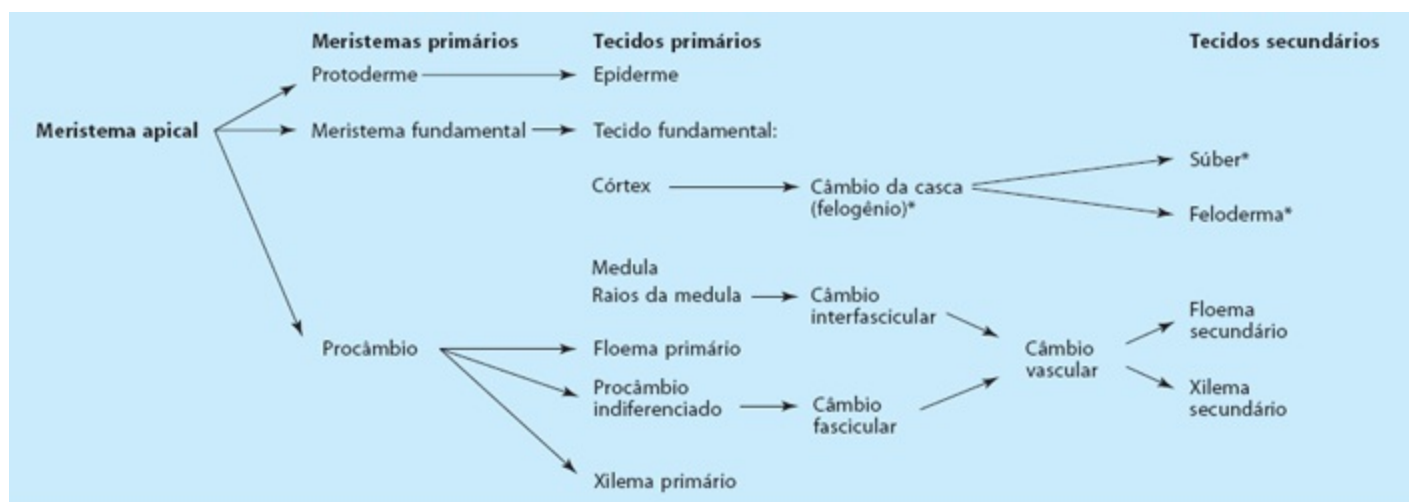 Meristemas primários Tecidos primários Tecidos secundários
Protoderme Epiderme
Meristema apical Meristema fundamental Tecido fundamental:
Súber*
Córtex Câmbio da casca
(felogênio)*
Feloderma*
Medula
Raios da medula Câmbio
interfascicular
Floema
secundário
Procâmbio Floema primário Câmbio
vascular
Procâmbio
indiferenciado Câmbio
fascicular
Xilema
secundário
Xilema primário